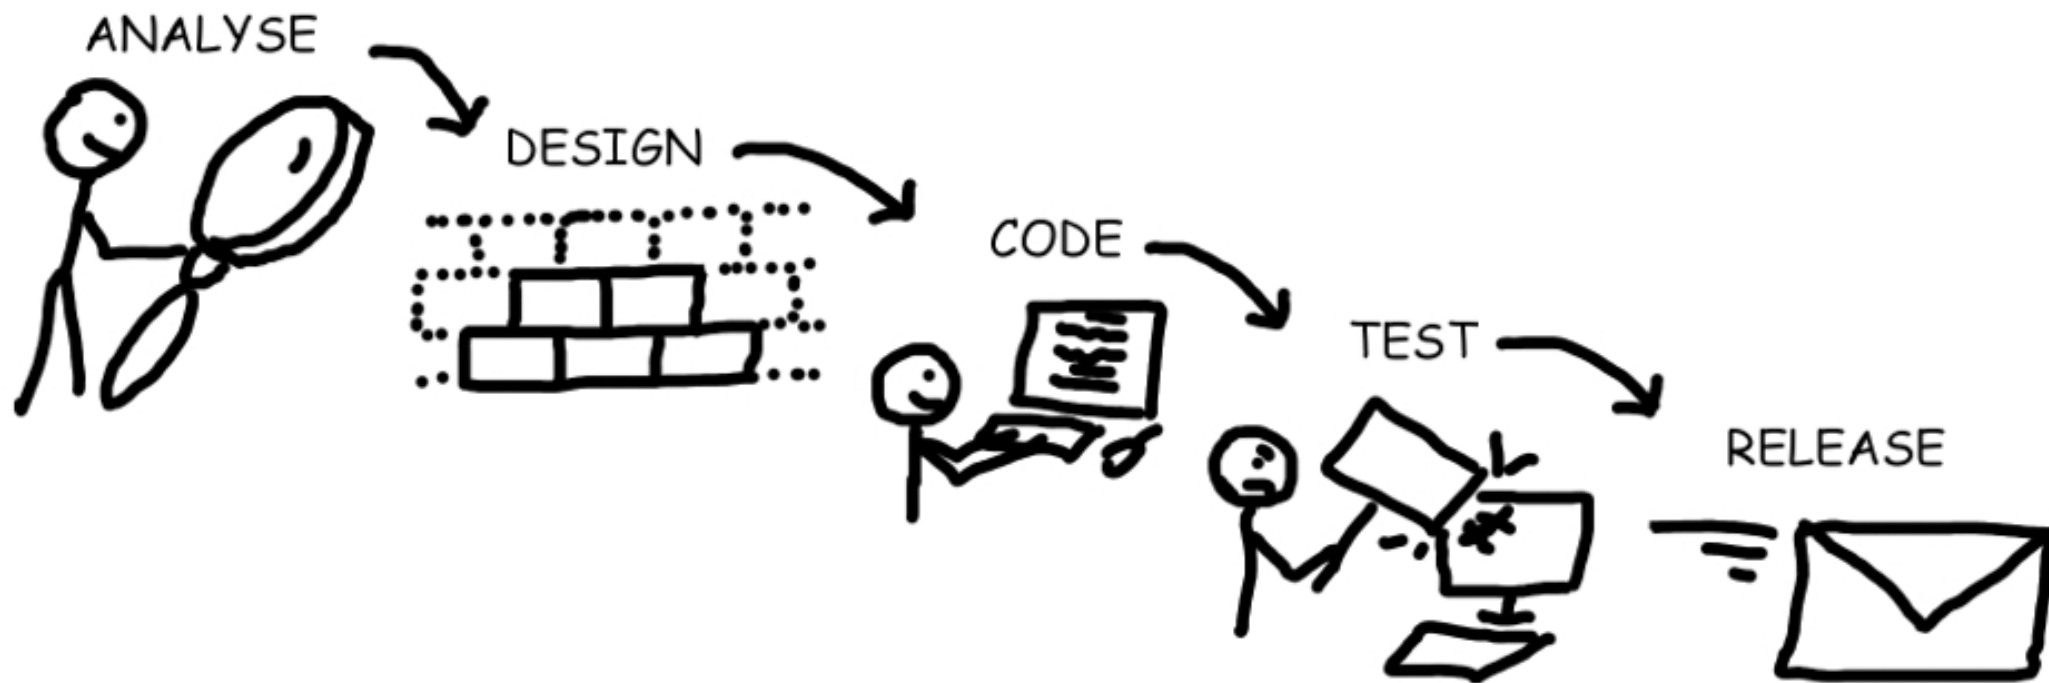 ANALYSE
DESIGN
CODE
TEST
RELEASE